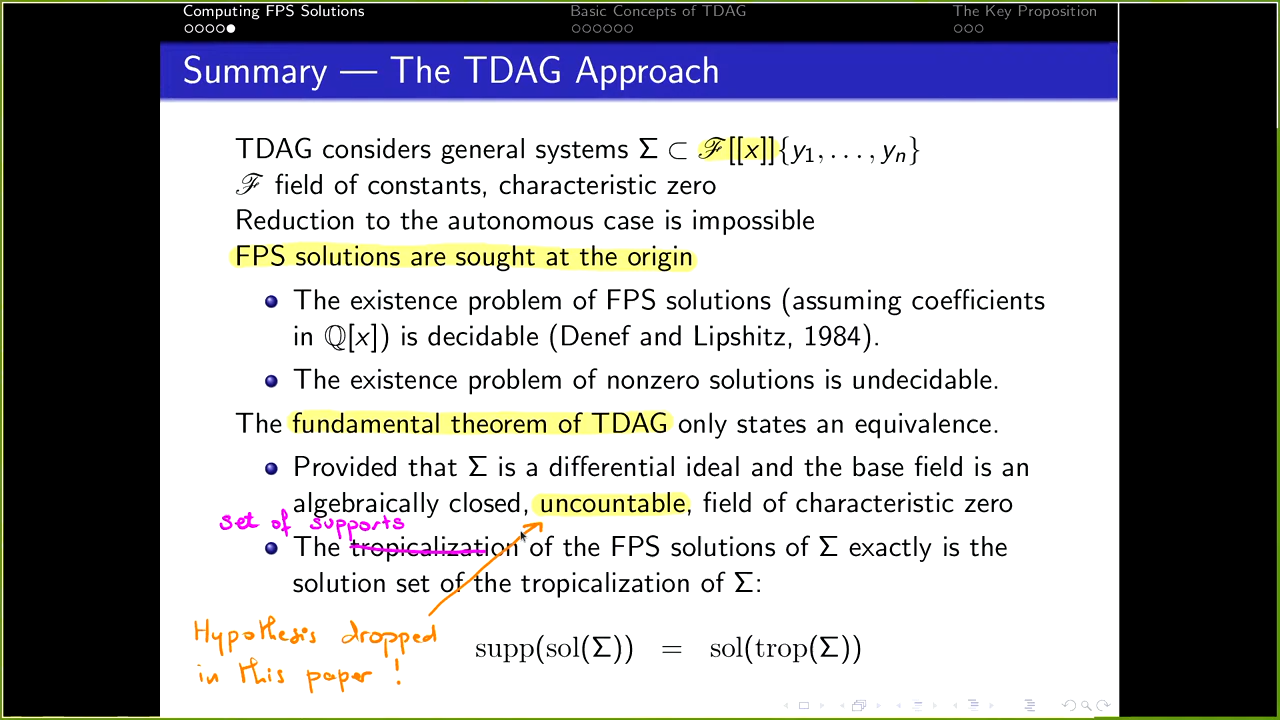 Computing FPS Solutions Basic Concepts of TDAG The Key Proposition
Summary — The TDAG Approach
TDAG considers general systems Σ ⊂ ℱ[[x]]{y₁, . . . , yₙ}
ℱ field of constants, characteristic zero
Reduction to the autonomous case is impossible
FPS solutions are sought at the origin
The existence problem of FPS solutions (assuming coefficients
in ℚ[x]) is decidable (Denef and Lipshitz, 1984).
The existence problem of nonzero solutions is undecidable.
The fundamental theorem of TDAG only states an equivalence.
Provided that Σ is a differential ideal and the base field is an
algebraically closed, uncountable, field of characteristic zero
set of supports
The tropicalization of the FPS solutions of Σ exactly is the
solution set of the tropicalization of Σ:
Hypothesis dropped
in this paper !
supp(sol(Σ)) = sol(trop(Σ))